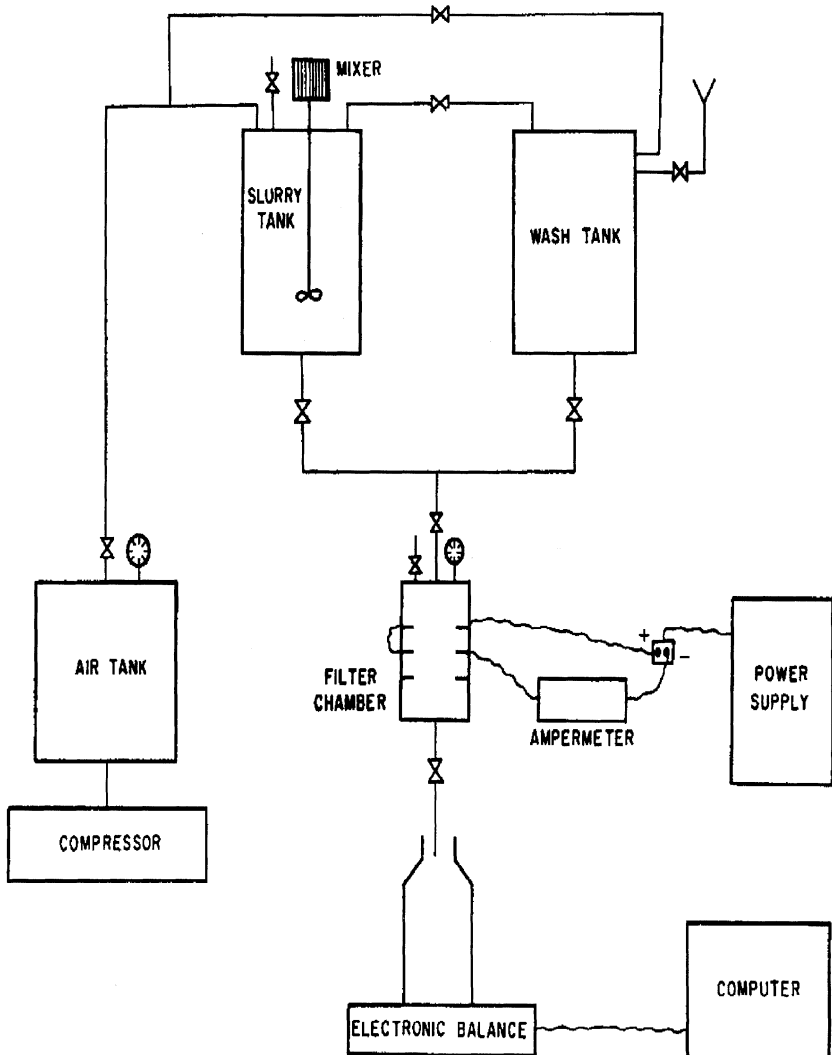 MIXER
SLURRY
TANK
WASH TANK
AIR TANK
FILTER
CHAMBER
+
-
AMPERMETER
POWER
SUPPLY
COMPRESSOR
COMPUTER
ELECTRONIC BALANCE